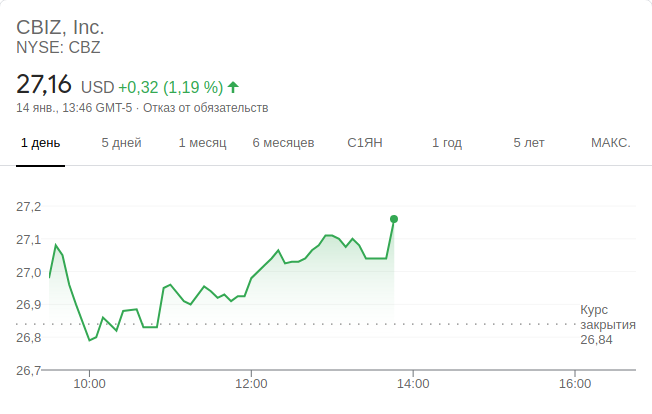 CBIZ, Inc.
NYSE: CBZ
27,16 USD +0,32 (1,19 %)
14 янв., 13:46 GMT-5 · Отказ от обязательств
1 день 5 дней 1 месяц 6 месяцев С1ЯН 1 год 5 лет МАКС.
27,2
27,1
27,0
26,9
26,8
26,7
Курс
закрытия
26,84
10:00 12:00 14:00 16:00